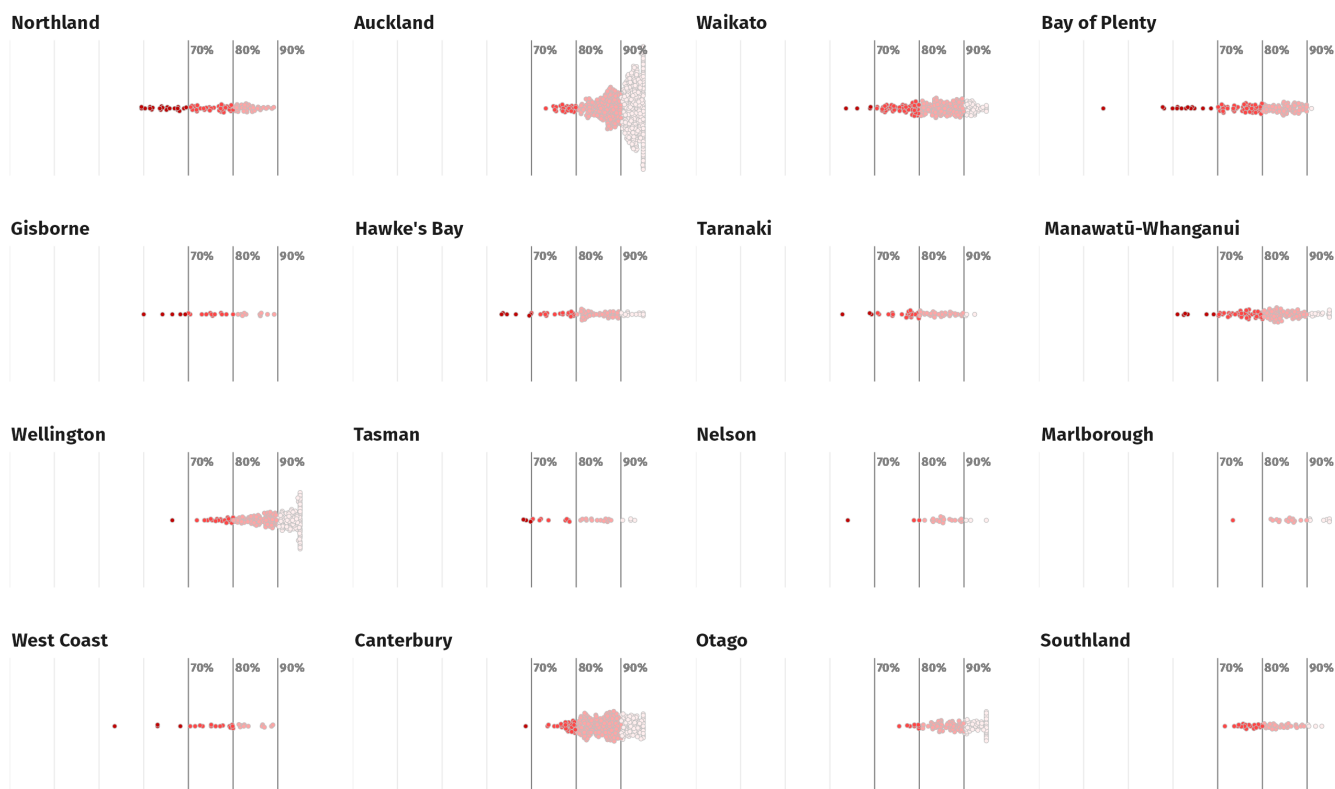 Northland Auckland Waikato Bay of Plenty
70% 80% 90% 70% 80% 90% 70% 80% 90% 70% 80% 90%
Gisborne Hawke's Bay Taranaki Manawatū-Whanganui
70% 80% 90% 70% 80% 90% 70% 80% 90% 70% 80% 90%
Wellington Tasman Nelson Marlborough
70% 80% 90% 70% 80% 90% 70% 80% 90% 70% 80% 90%
West Coast Canterbury Otago Southland
70% 80% 90% 70% 80% 90% 70% 80% 90% 70% 80% 90%